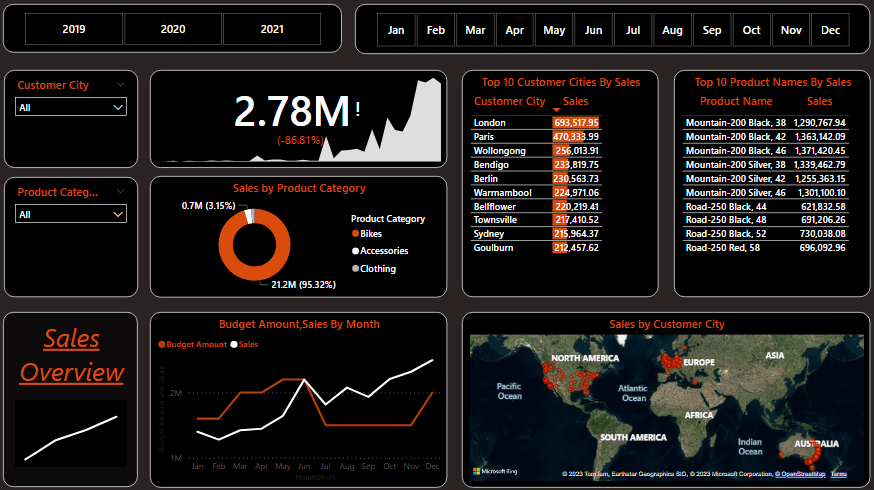 2019 2020 2021
Jan Feb Mar Apr May Jun Jul Aug Sep Oct Nov Dec
Customer City
All
2.78M!
(-86.81%)
Product Categ...
All
Sales by Product Category
0.7M (3.15%)
21.2M (95.32%)
Product Category
Bikes
Accessories
Clothing
Top 10 Customer Cities By Sales
Customer City Sales
London 693,517.95
Paris 470,333.99
Wollongong 256,013.91
Bendigo 233,819.75
Berlin 230,563.73
Warrnambool 224,971.06
Bellflower 220,219.41
Townsville 217,410.52
Sydney 215,964.37
Goulburn 212,457.62
Top 10 Product Names By Sales
Product Name Sales
Mountain-200 Black, 38 1,290,767.94
Mountain-200 Black, 42 1,363,142.09
Mountain-200 Black, 46 1,371,420.45
Mountain-200 Silver, 38 1,339,462.79
Mountain-200 Silver, 42 1,255,363.15
Mountain-200 Silver, 46 1,301,100.10
Road-250 Black, 44 621,832.58
Road-250 Black, 48 691,206.26
Road-250 Black, 52 730,038.08
Road-250 Red, 58 696,092.96
Sales
Overview
Budget Amount,Sales By Month
Budget Amount Sales
Budget Amount and Sales
2M
1M
Jan Feb Mar Apr May Jun Jul Aug Sep Oct Nov Dec
MonthShort
Sales by Customer City
NORTH AMERICA
EUROPE
ASIA
Pacific
Ocean
Atlantic
Ocean
AFRICA
SOUTH AMERICA
Indian
Ocean
AUSTRALIA
Microsoft Bing
© 2023 TomTom, Earthstar Geographics SIO, © 2023 Microsoft Corporation, © OpenStreetMap Terms